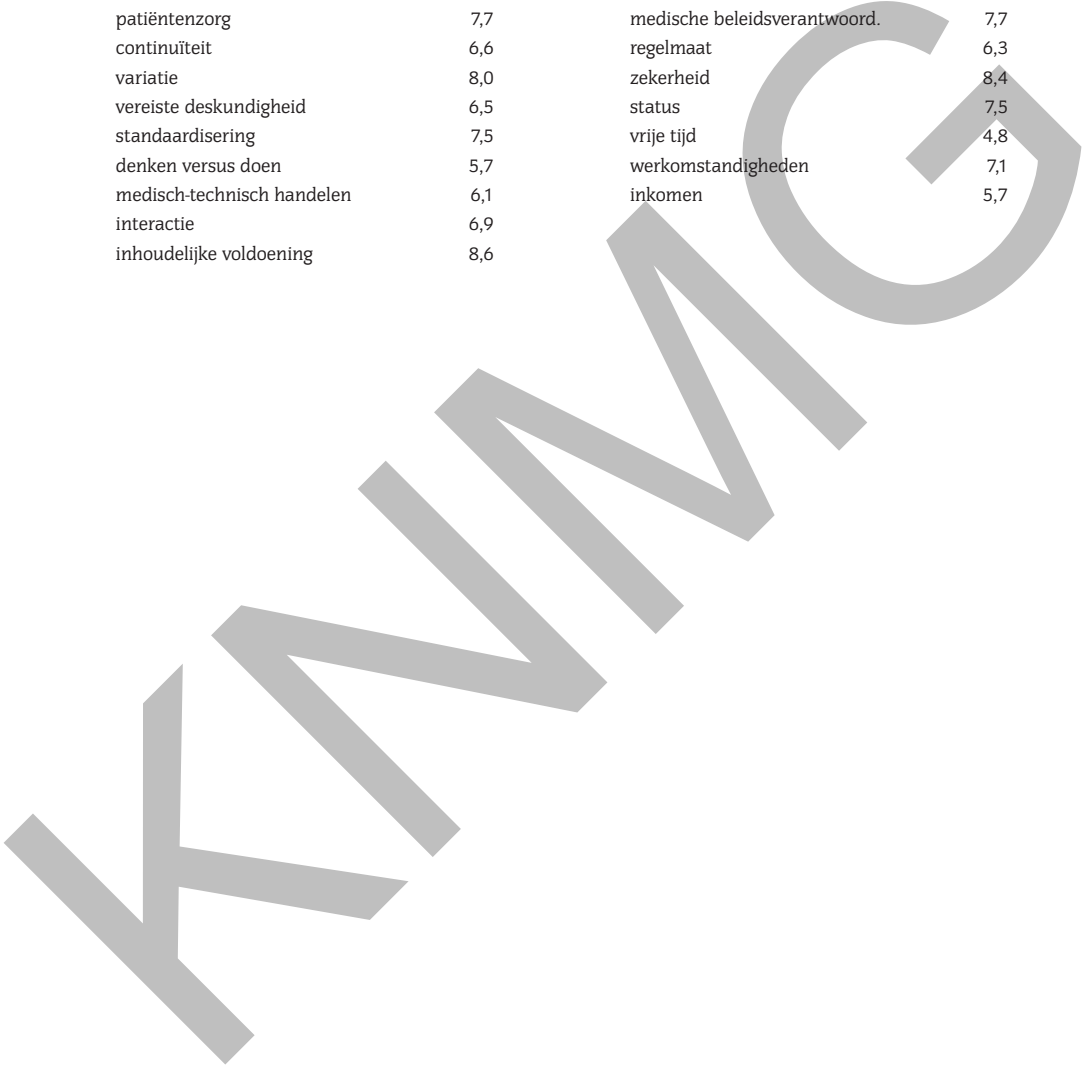 patiëntenzorg 7,7
continuïteit 6,6
variatie 8,0
vereiste deskundigheid 6,5
standaardisering 7,5
denken versus doen 5,7
medisch-technisch handelen 6,1
interactie 6,9
inhoudelijke voldoening 8,6
medische beleidsverantwoord. 7,7
regelmaat 6,3
zekerheid 8,4
status 7,5
vrije tijd 4,8
werkomstandigheden 7,1
inkomen 5,7
KNMG